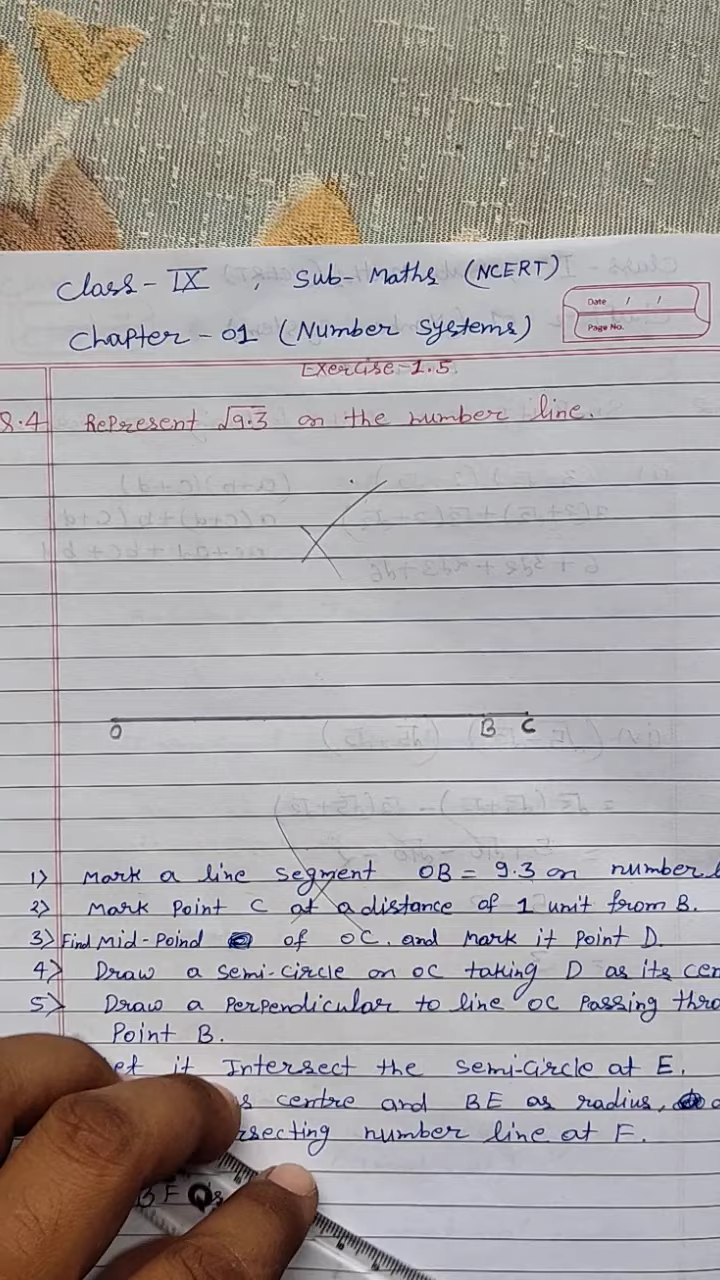 Class - IX , Sub - Maths (NCERT)
Chapter - 01 (Number Systems)
Date / /
Page No.
Exercise - 1.5
8.4 Represent √9.3 on the number line.
O B C
1) Mark a line segment OB = 9.3 on number
2) Mark Point C at a distance of 1 unit from B.
3) Find Mid-Poind of OC. and Mark it Point D.
4) Draw a semi-circle on OC taking D as its cen
5) Draw a Perpendicular to line OC Passing thro
Point B.
et it Intersect the semi-circle at E.
s centre and BE as radius,
rsecting number line at F.